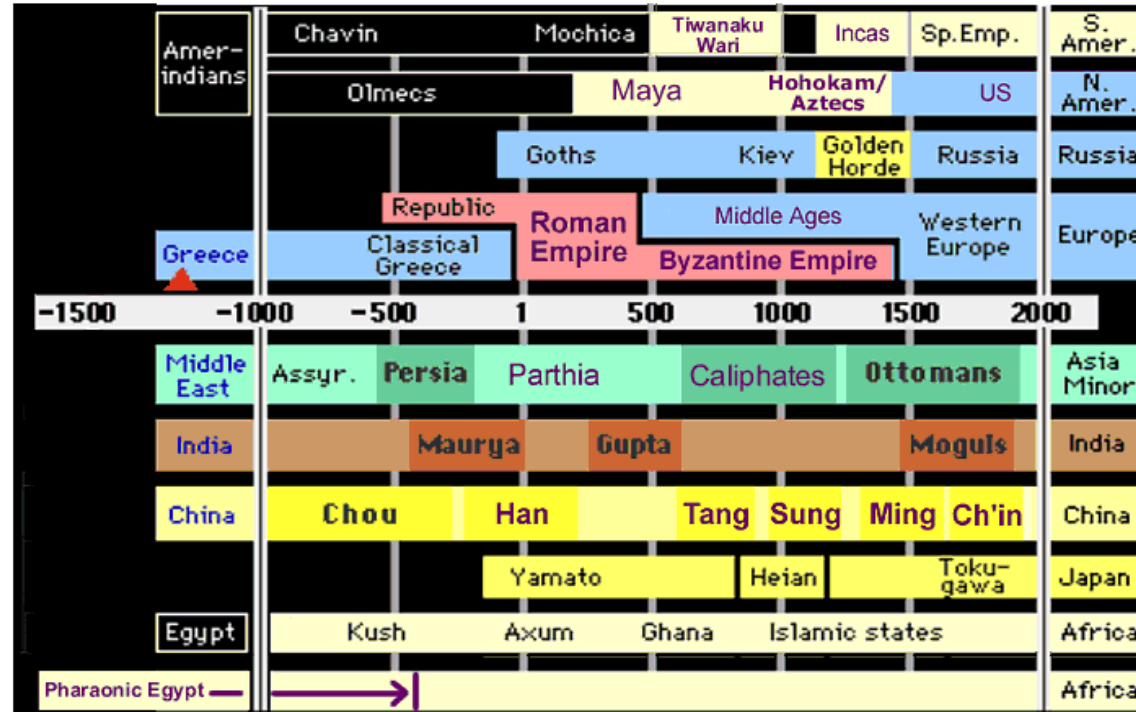 Amer-
indians
Chavin
Mochica
Tiwanaku
Wari
Incas
Sp.Emp.
S.
Amer.
Olmecs
Maya
Hohokam/
Aztecs
US
N.
Amer.
Goths
Kiev
Golden
Horde
Russia
Russia
Greece
Republic
Classical
Greece
Roman
Empire
Middle Ages
Byzantine Empire
Western
Europe
Europe
-1500 -1000 -500 1 500 1000 1500 2000
Middle
East
Assyr.
Persia
Parthia
Caliphates
Ottomans
Asia
Minor
India
Maurya
Gupta
Moguls
India
China
Chou
Han
Tang
Sung
Ming
Ch'in
China
Yamato
Heian
Toku-
gawa
Japan
Egypt
Kush
Axum
Ghana
Islamic states
Africa
Pharaonic Egypt
Africa